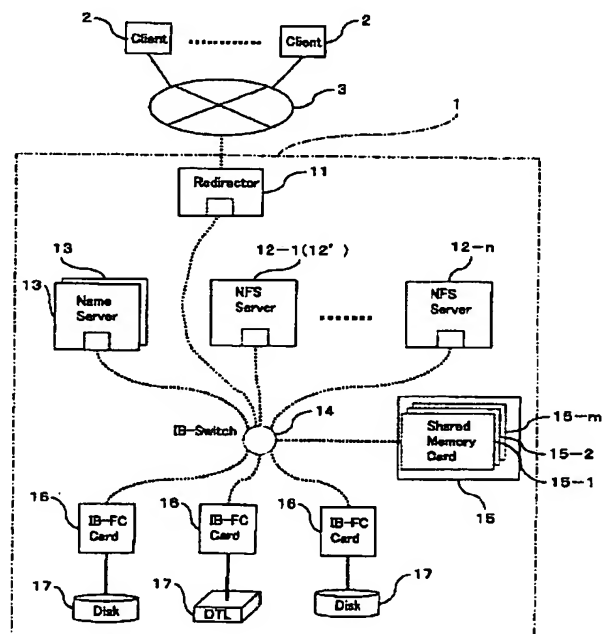 2
2
Client
Client
3
1
Redirector
11
13
13
Name
Server
12-1(12')
NFS
Server
12-n
NFS
Server
14
IB-Switch
Shared
Memory
Card
15-m
15-2
15-1
15
16
IB-FC
Card
16
IB-FC
Card
16
IB-FC
Card
17
Disk
17
DTL
17
Disk